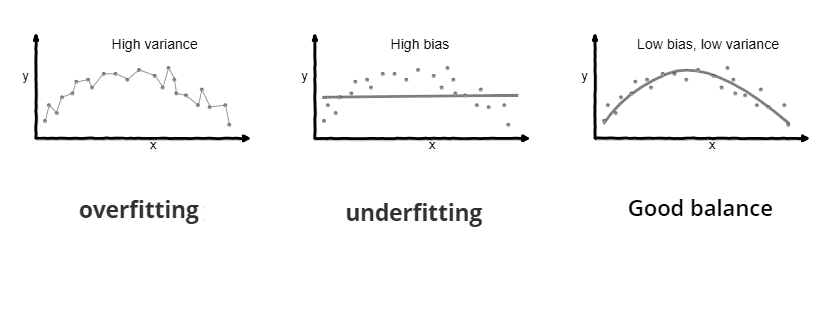 High variance
y
x
overfitting
High bias
y
x
underfitting
Low bias, low variance
y
x
Good balance